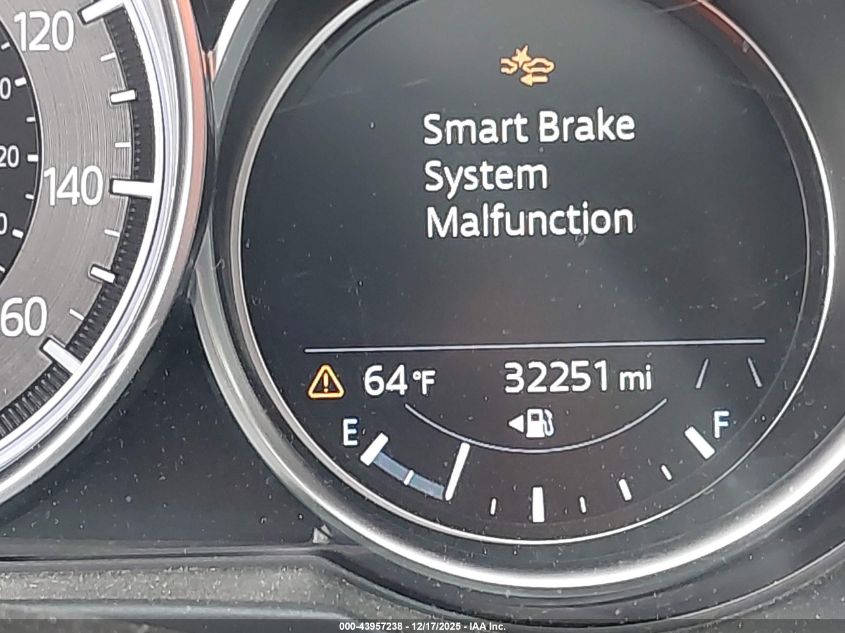 120
140
60
Smart Brake
System
Malfunction
64°F 32251 mi
E F
000-43957238 - 12/17/2025 - IAA Inc.